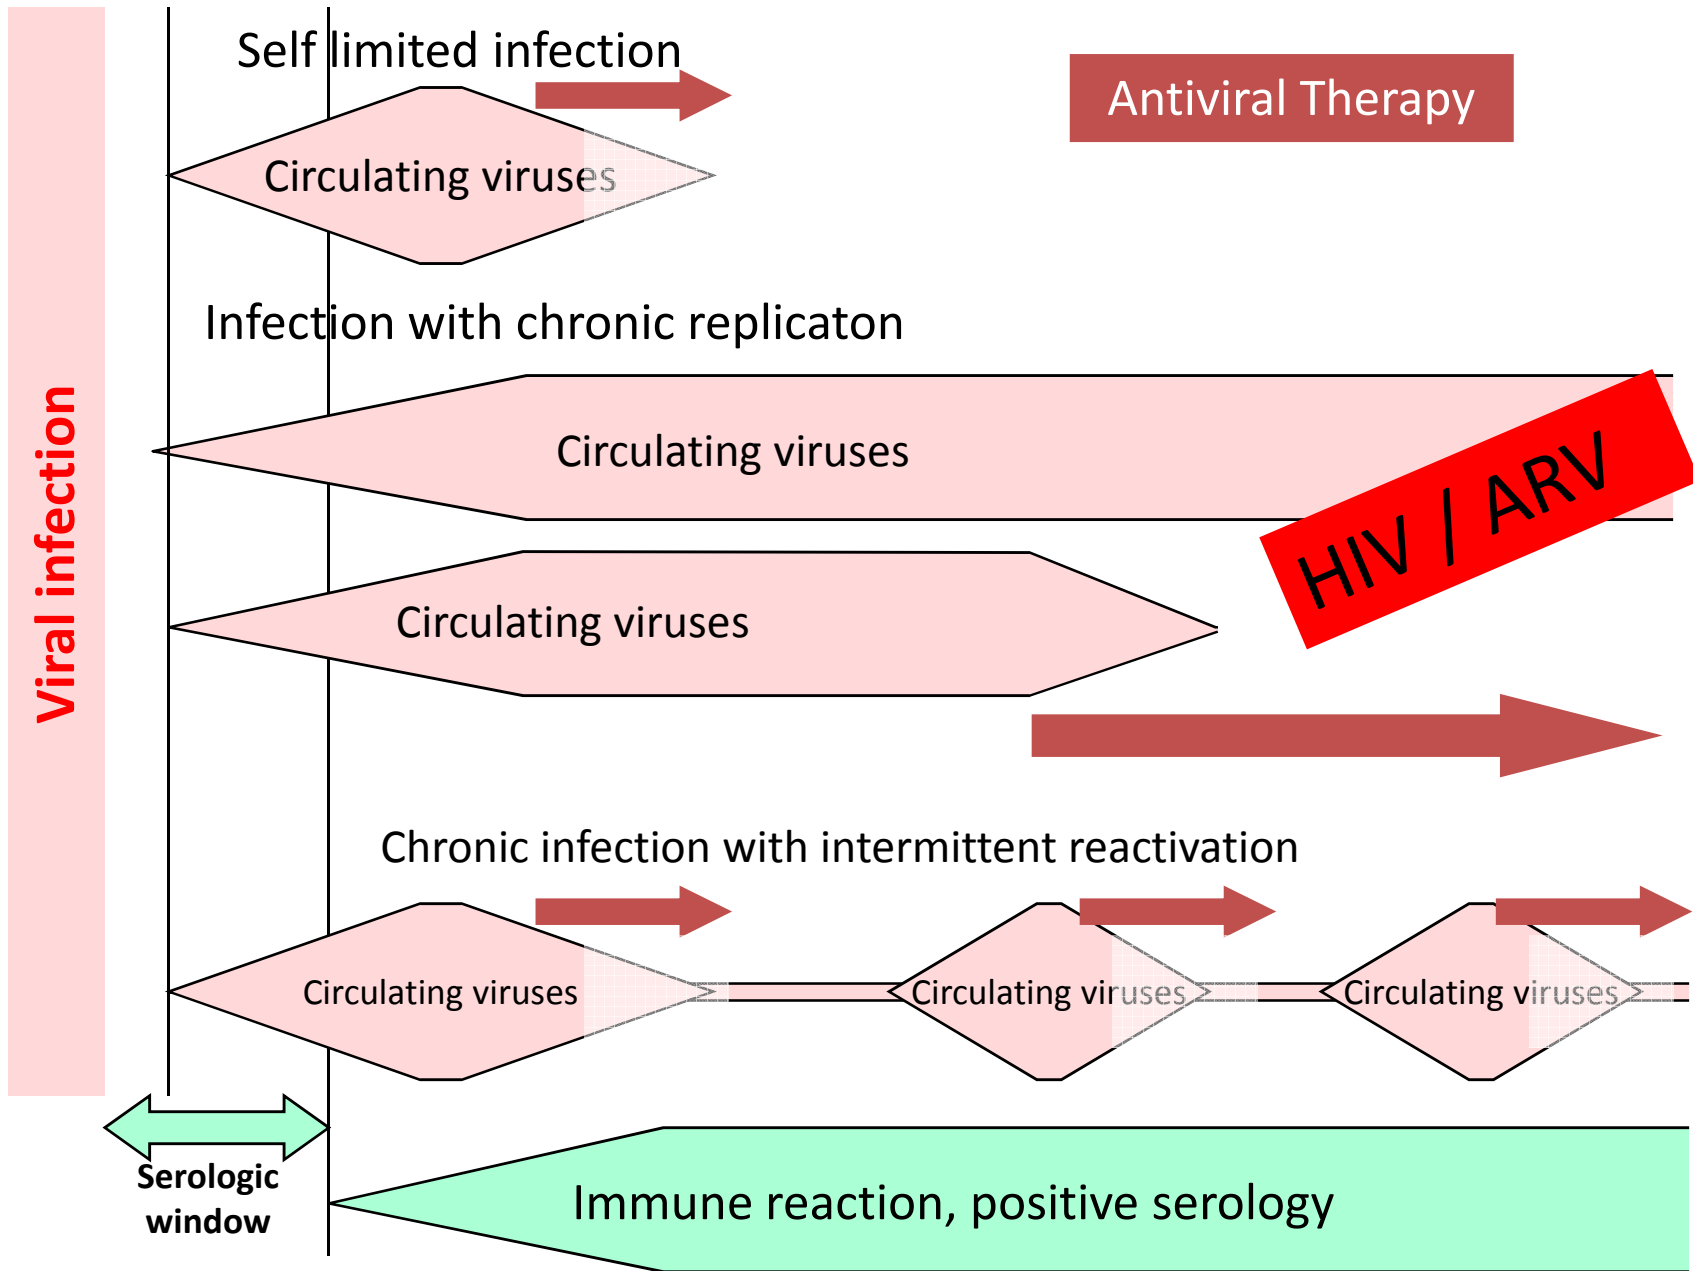 Self limited infection
Antiviral Therapy
Circulating viruses
Infection with chronic replicaton
Viral infection
Circulating viruses
HIV / ARV
Circulating viruses
Chronic infection with intermittent reactivation
Circulating viruses
Circulating viruses
Circulating viruses
Serologic
window
Immune reaction, positive serology